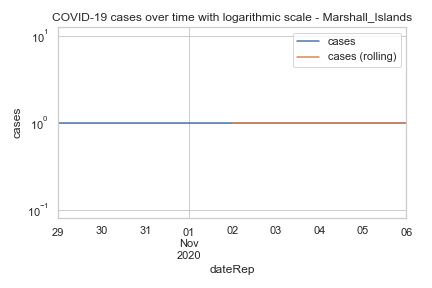 COVID-19 cases over time with logarithmic scale - Marshall_Islands
cases
cases (rolling)
10¹
10⁰
10⁻¹
cases
29 30 31 01 02 03 04 05 06
Nov
2020
dateRep